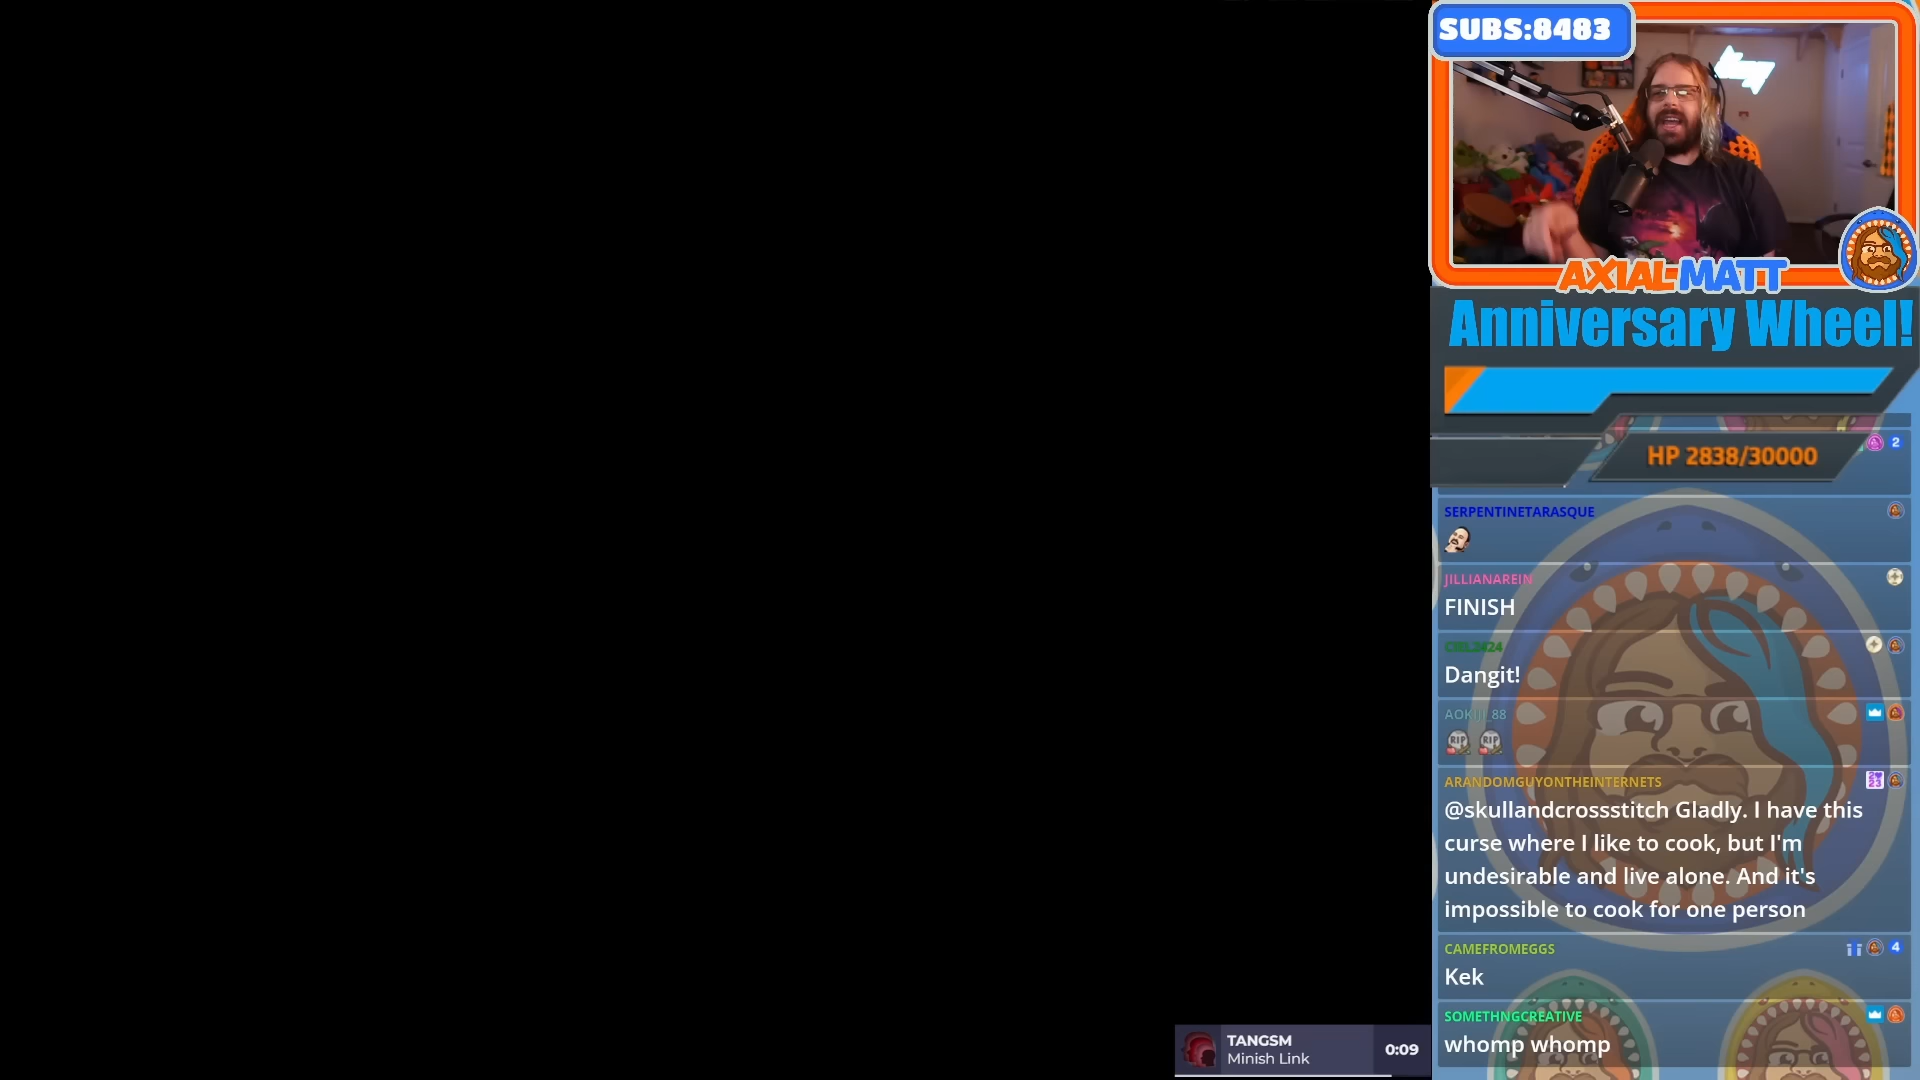 SUBS:8483
AXIAL MATT
Anniversary Wheel!
HP 2838/30000
2
SERPENTINETARASQUE
JILLIANAREIN
FINISH
Dangit!
RIP RIP
ARANDOMGUYONTHEINTERNETS
@skullandcrossstitch Gladly. I have this
curse where I like to cook, but I'm
undesirable and live alone. And it's
impossible to cook for one person
CAMEFROMEGGS
4
Kek
SOMETHNGCREATIVE
whomp whomp
TANGSM
Minish Link
0:09